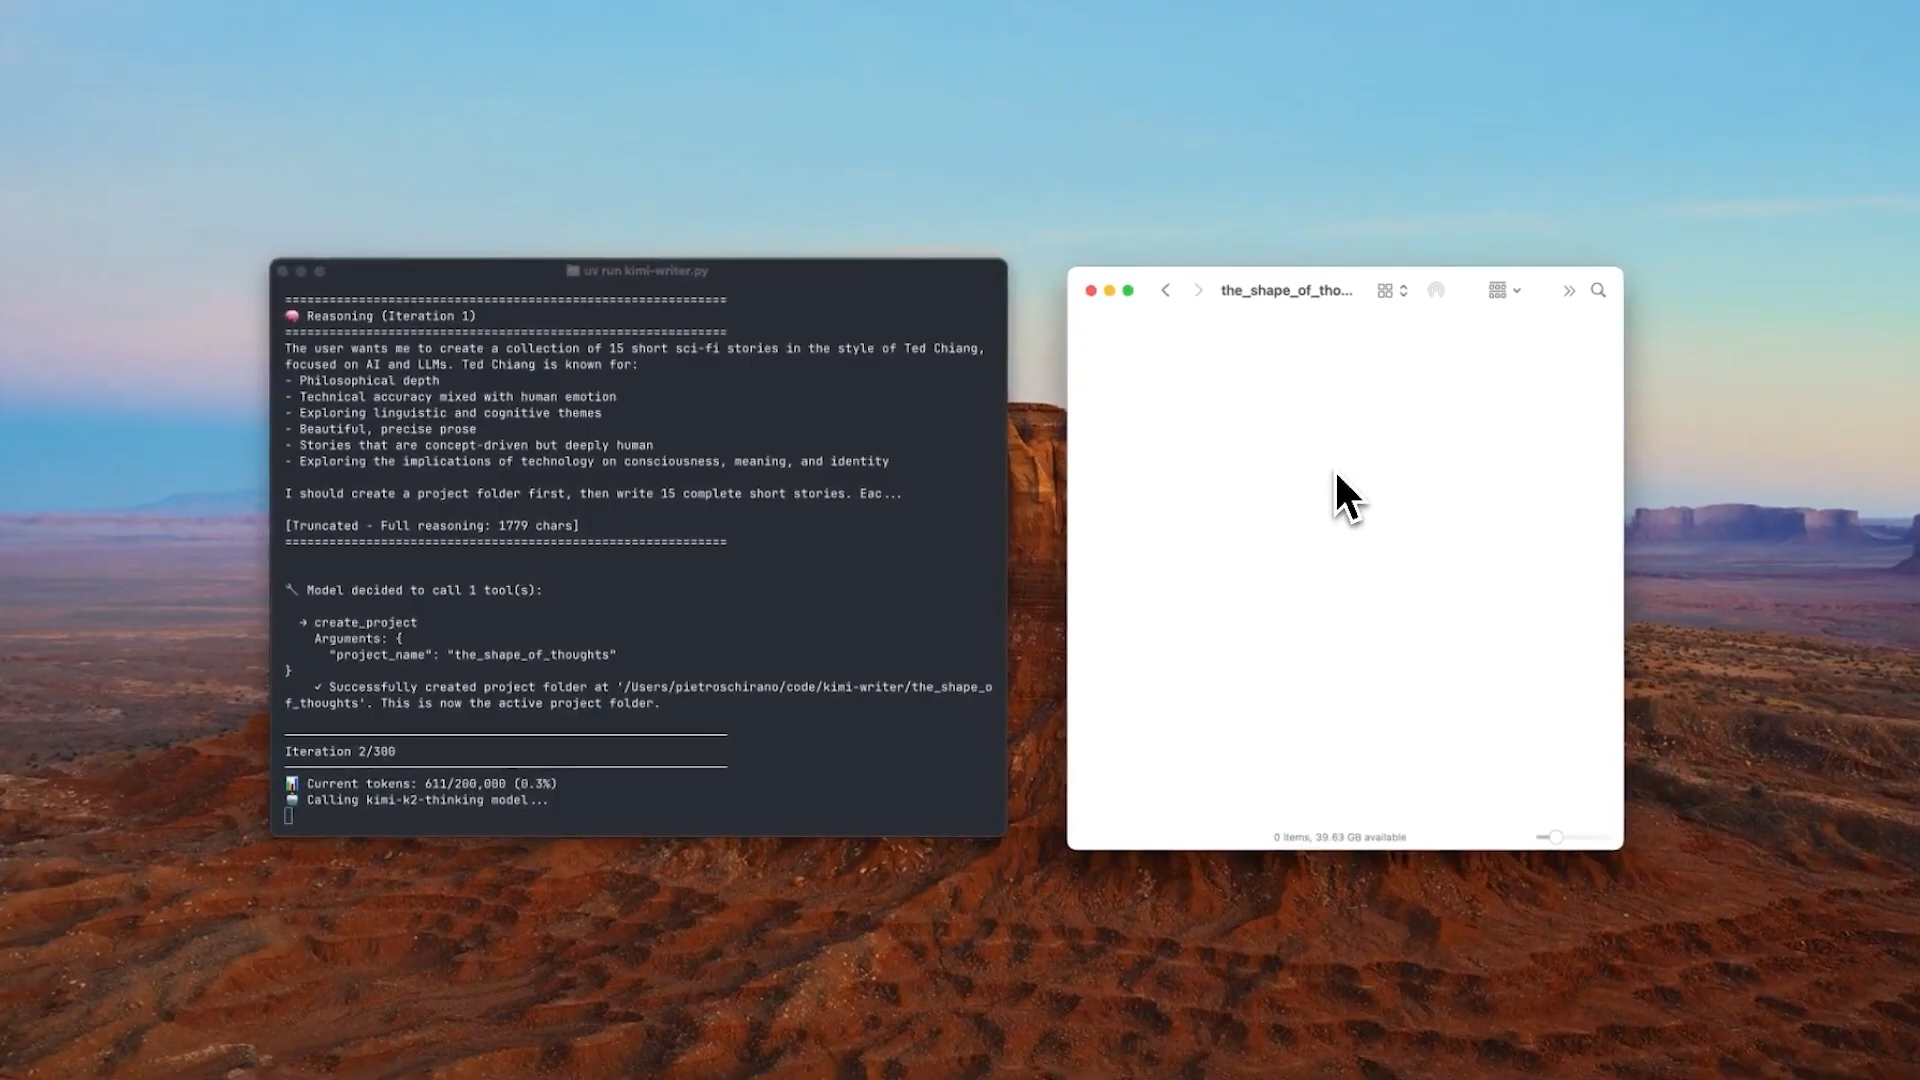 uv run kimi-writer.py
============================================================
Reasoning (Iteration 1)
============================================================
The user wants me to create a collection of 15 short sci-fi stories in the style of Ted Chiang,
focused on AI and LLMs. Ted Chiang is known for:
- Philosophical depth
- Technical accuracy mixed with human emotion
- Exploring linguistic and cognitive themes
- Beautiful, precise prose
- Stories that are concept-driven but deeply human
- Exploring the implications of technology on consciousness, meaning, and identity
I should create a project folder first, then write 15 complete short stories. Eac...
[Truncated - Full reasoning: 1779 chars]
============================================================
Model decided to call 1 tool(s):
→ create_project
Arguments: {
"project_name": "the_shape_of_thoughts"
}
✓ Successfully created project folder at '/Users/pietroschirano/code/kimi-writer/the_shape_o
f_thoughts'. This is now the active project folder.
Iteration 2/300
Current tokens: 611/200,000 (0.3%)
Calling kimi-k2-thinking model...
the_shape_of_tho...
0 items, 39.63 GB available